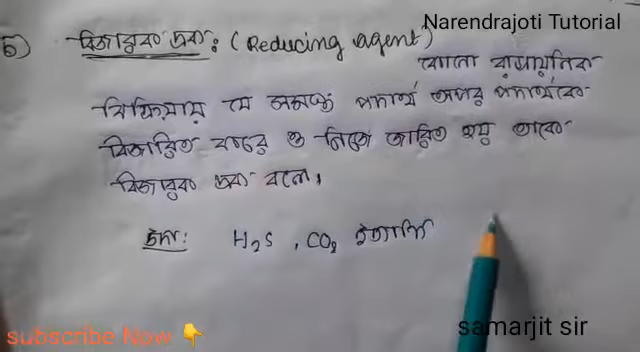 Narendrajoti Tutorial
b) বিজারক দ্রব্য: (Reducing agent)
কোনো রাসায়নিক
বিক্রিয়ায় যে সমস্ত পদার্থ অপর পদার্থকে
বিজারিত করে ও নিজে জারিত হয় তাকে
বিজারক দ্রব্য বলে।
উদা: H₂S , CO₂ ইত্যাদি
samarjit sir
subscribe Now 👇